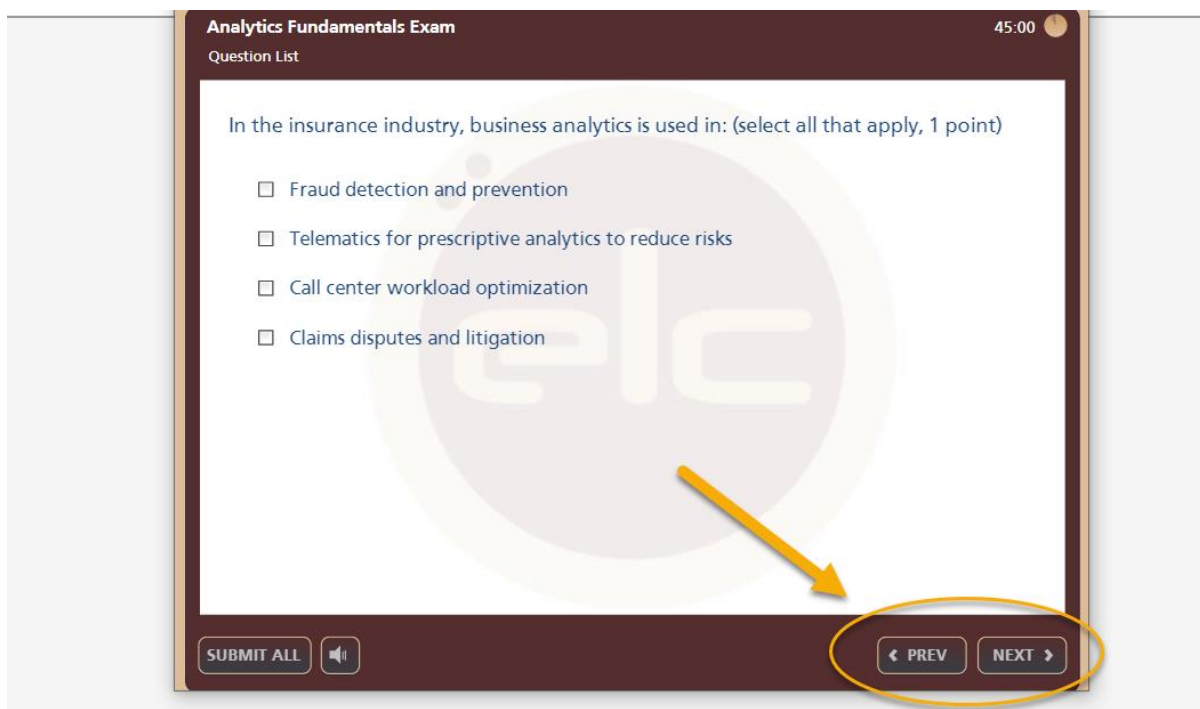 Analytics Fundamentals Exam
45:00
Question List
In the insurance industry, business analytics is used in: (select all that apply, 1 point)
Fraud detection and prevention
Telematics for prescriptive analytics to reduce risks
Call center workload optimization
Claims disputes and litigation
elc
SUBMIT ALL
PREV
NEXT